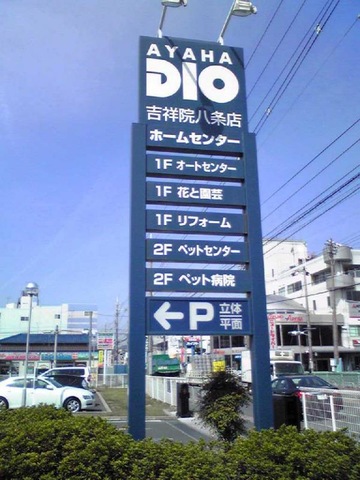 AYAHA
DIO
吉祥院八条店
ホームセンター
1F オートセンター
1F 花と園芸
1F リフォーム
2F ペットセンター
2F ペット病院
←P 立体
平面